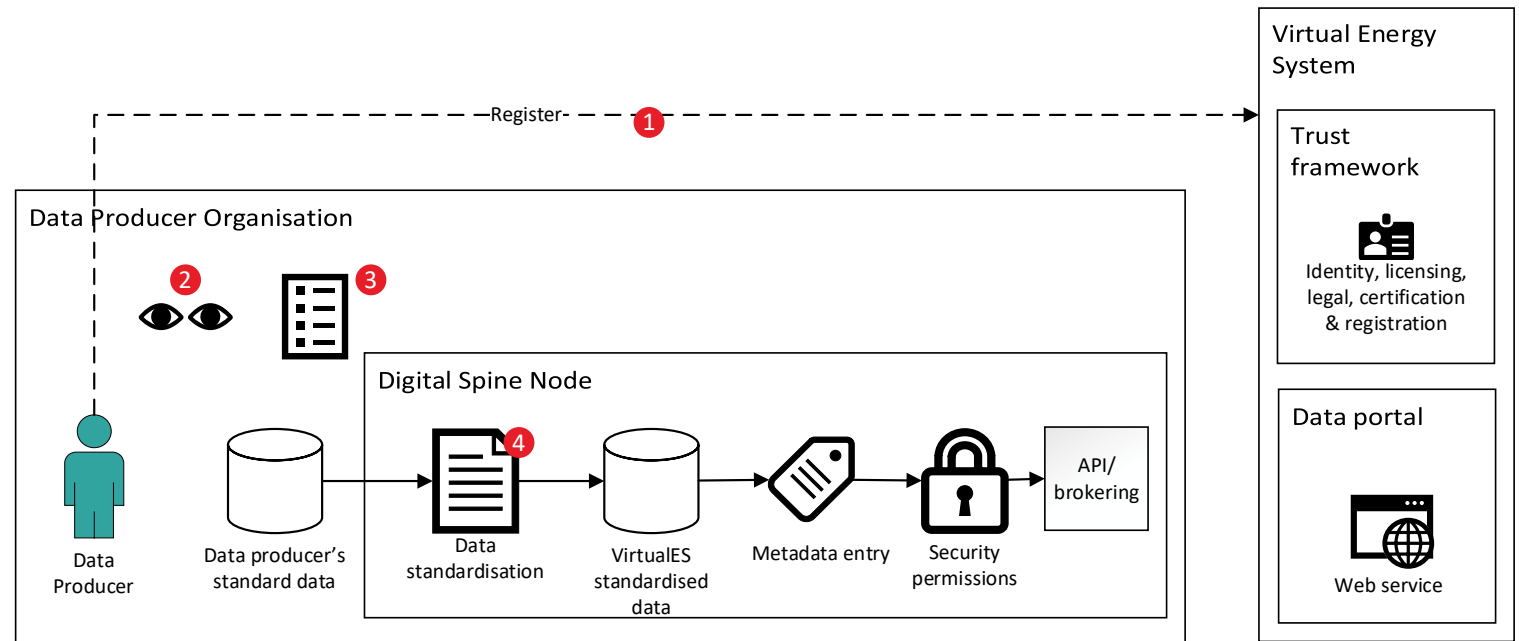 Virtual Energy
System
Register
1
Trust
framework
Identity, licensing,
legal, certification
& registration
Data Producer Organisation
2
3
Digital Spine Node
4
Data portal
API/
brokering
Data
Producer
Data producer's
standard data
Data
standardisation
VirtualES
standardised
data
Metadata entry
Security
permissions
Web service